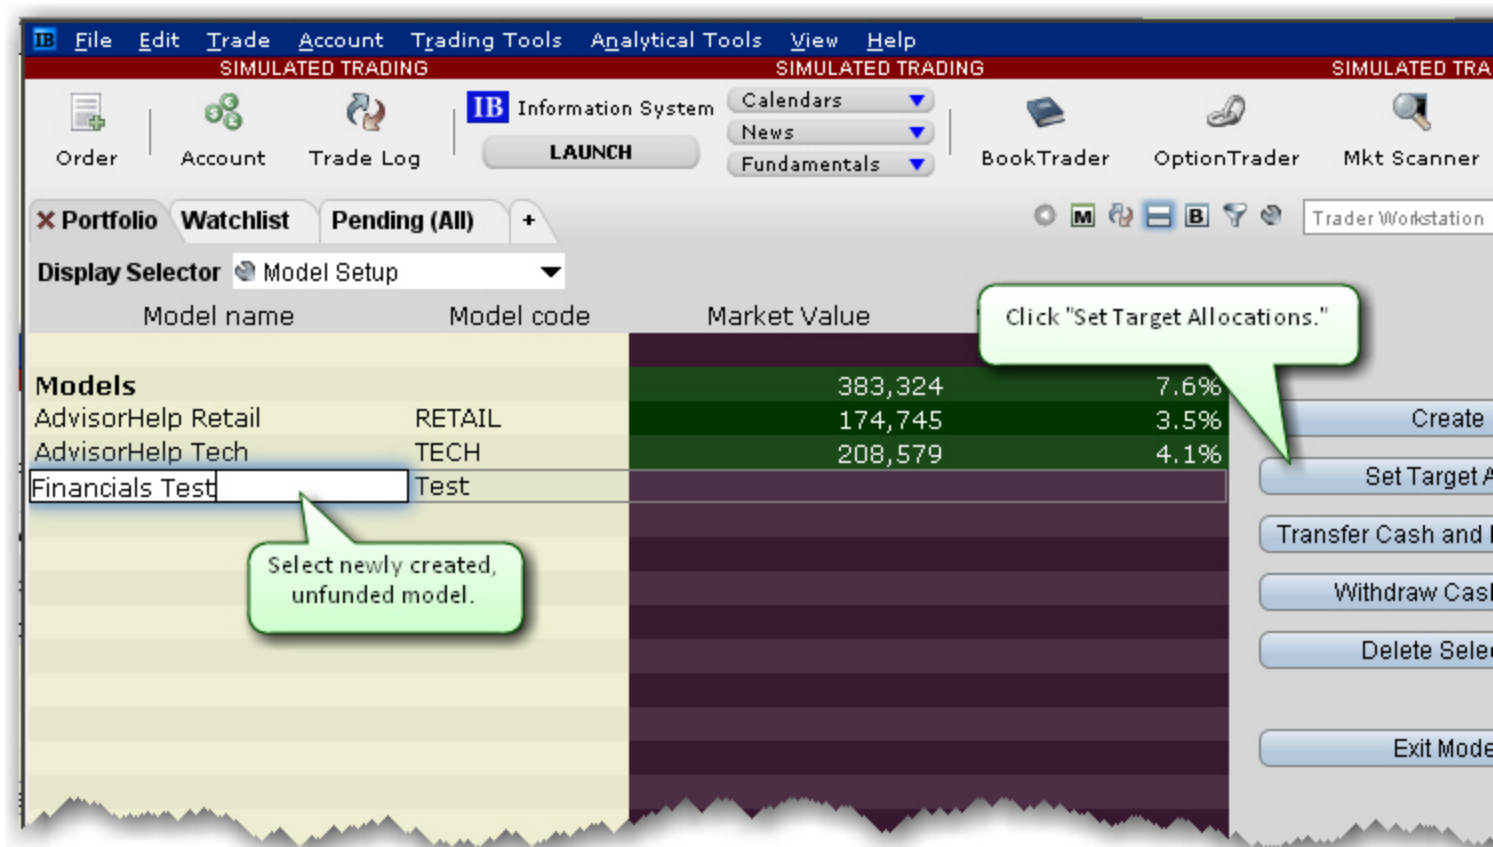 IB File Edit Trade Account Trading Tools Analytical Tools View Help
SIMULATED TRADING SIMULATED TRADING SIMULATED TRA
Order Account Trade Log IB Information System LAUNCH Calendars News Fundamentals BookTrader OptionTrader Mkt Scanner
Portfolio Watchlist Pending (All) + M B Trader Workstation
Display Selector Model Setup
Model name Model code Market Value
Click "Set Target Allocations."
Models 383,324 7.6%
AdvisorHelp Retail RETAIL 174,745 3.5%
AdvisorHelp Tech TECH 208,579 4.1%
Financials Test Test
Select newly created,
unfunded model.
Create
Set Target A
Transfer Cash and
Withdraw Cas
Delete Sele
Exit Mode